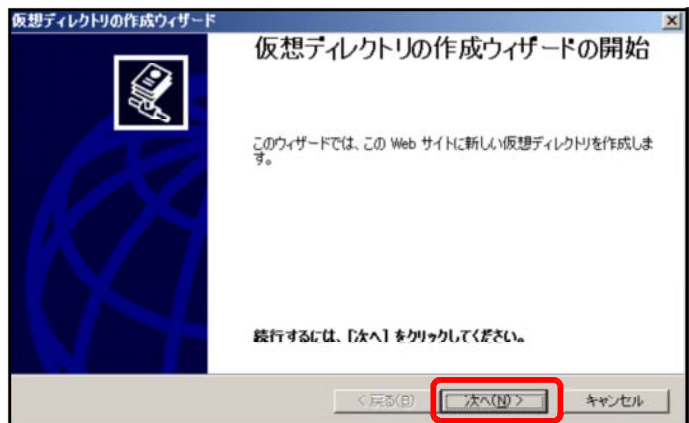 仮想ディレクトリの作成ウィザード
仮想ディレクトリの作成ウィザードの開始
このウィザードでは、この Web サイトに新しい仮想ディレクトリを作成しま
す。
続行するには、[次へ] をクリックしてください。
< 戻る(B) 次へ(N) > キャンセル